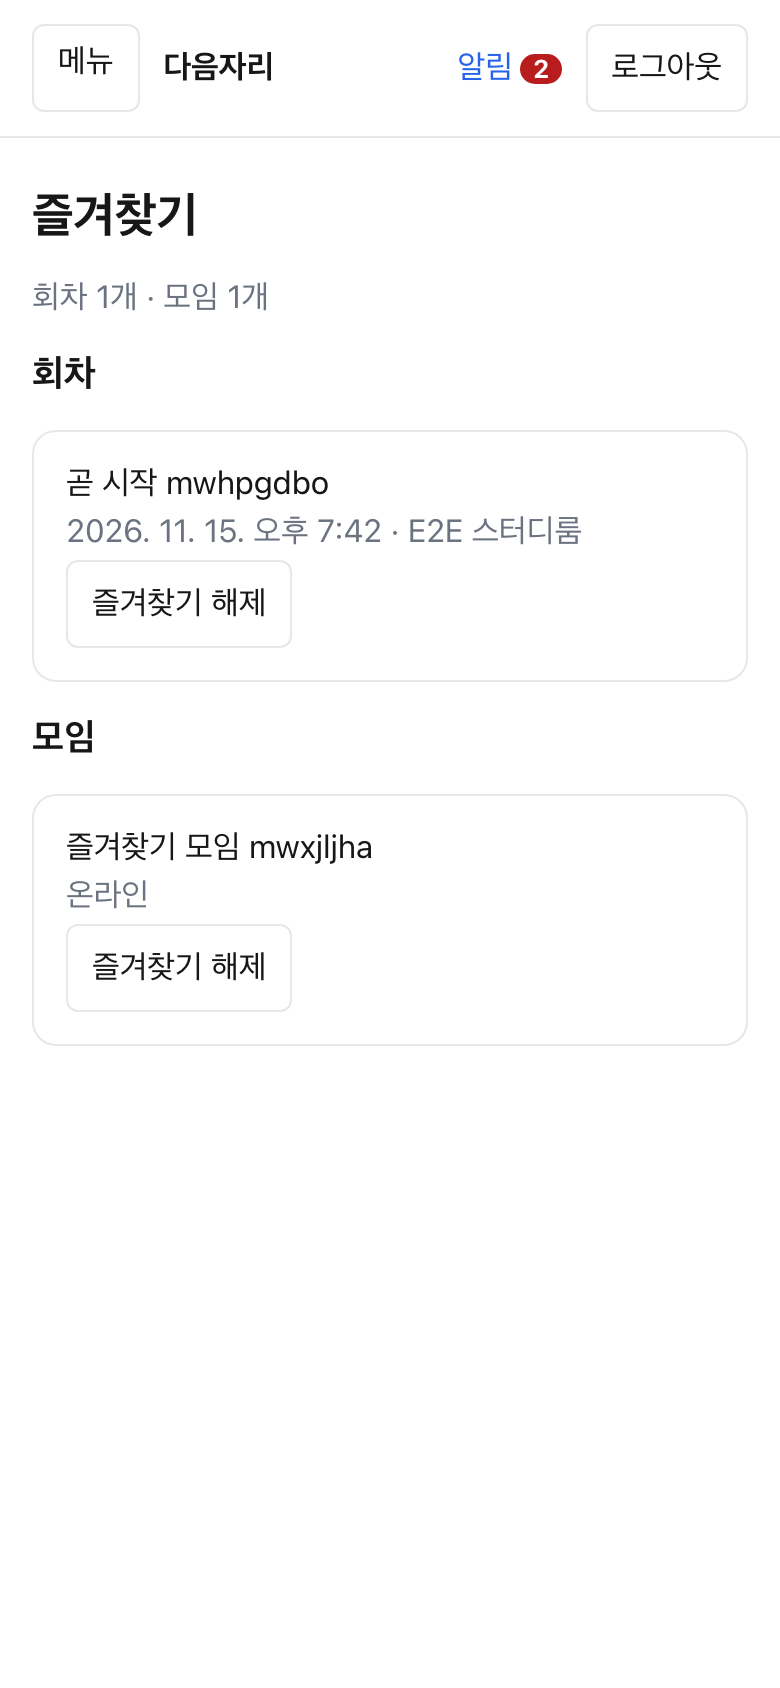 메뉴
다음자리
알림 2
로그아웃
즐겨찾기
회차 1개 · 모임 1개
회차
곧 시작 mwhpgdbo
2026. 11. 15. 오후 7:42 · E2E 스터디룸
즐겨찾기 해제
모임
즐겨찾기 모임 mwxjljha
온라인
즐겨찾기 해제